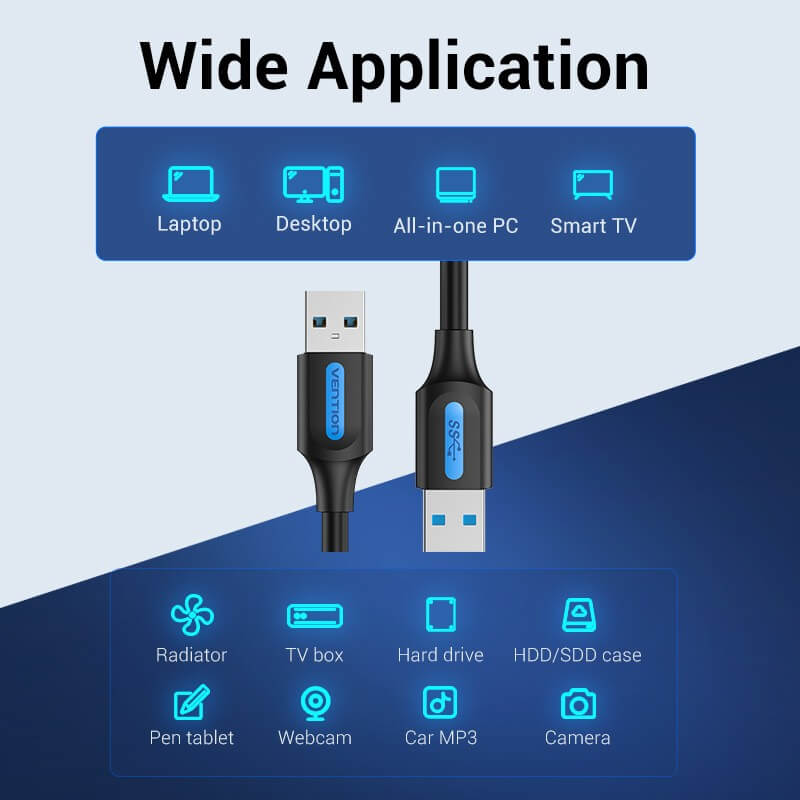 Wide Application
Laptop
Desktop
All-in-one PC
Smart TV
VENTION
SS
Radiator
TV box
Hard drive
HDD/SDD case
Pen tablet
Webcam
Car MP3
Camera